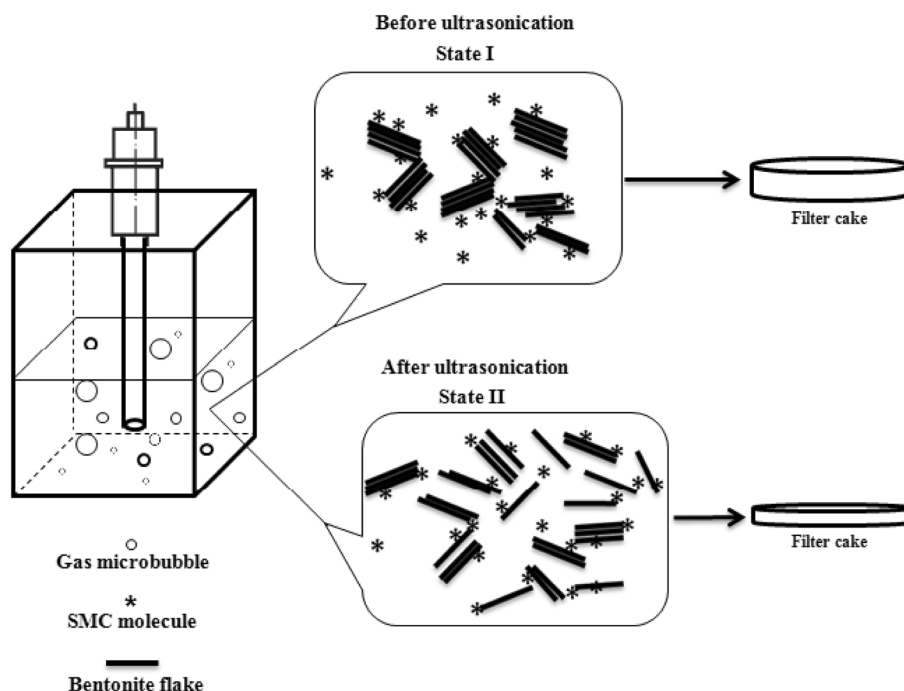 Before ultrasonication
State I
Filter cake
After ultrasonication
State II
Filter cake
Gas microbubble
*
SMC molecule
Bentonite flake